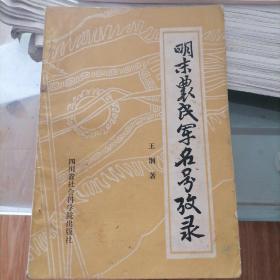 明末農民军名号考录
王纲 著
四川省社会科学院出版社